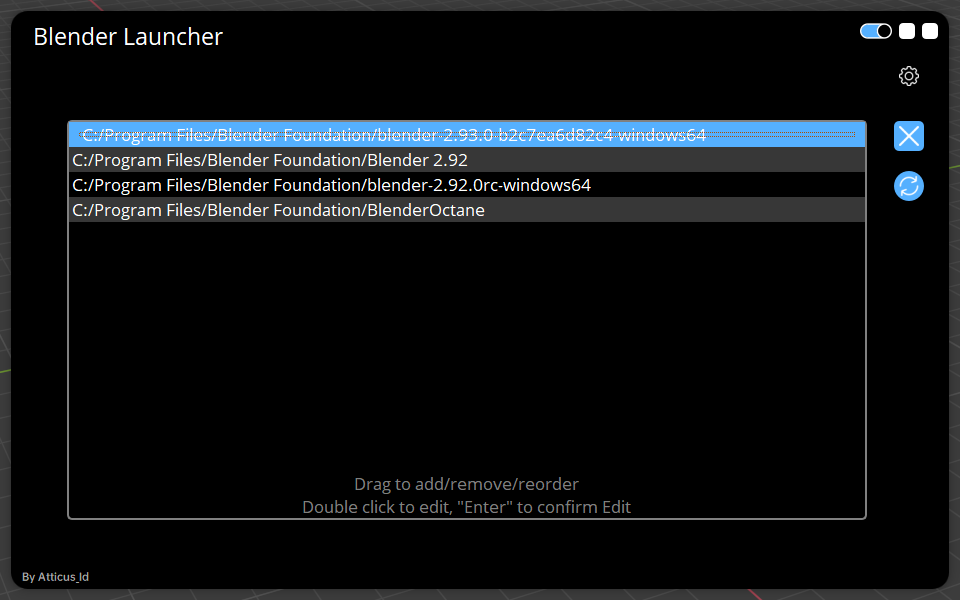 Blender Launcher
C:/Program Files/Blender Foundation/blender-2.93.0-b2c7ea6d82c4-windows64
C:/Program Files/Blender Foundation/Blender 2.92
C:/Program Files/Blender Foundation/blender-2.92.0rc-windows64
C:/Program Files/Blender Foundation/BlenderOctane
Drag to add/remove/reorder
Double click to edit, "Enter" to confirm Edit
By Atticus_ld